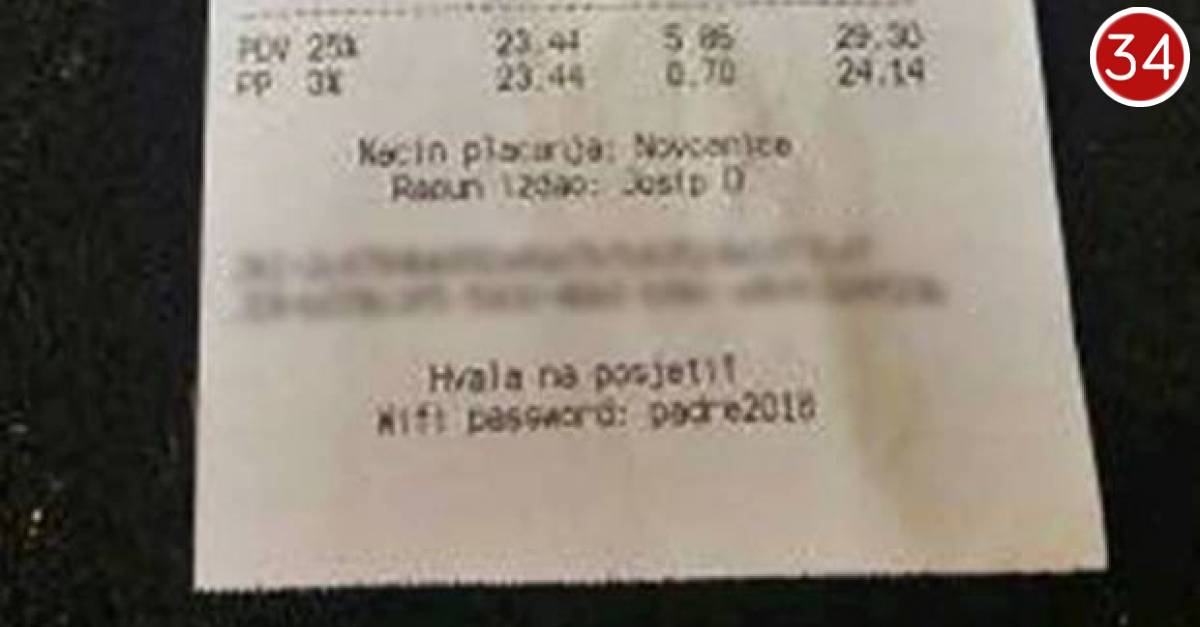 34
PDV 25% 23.44 5.86 29.30
PP 3% 23.44 0.70 24.14
Nacin placanja: Novcanice
Racun izdao: Josip D
Hvala na posjeti!
Wifi password: padre2018